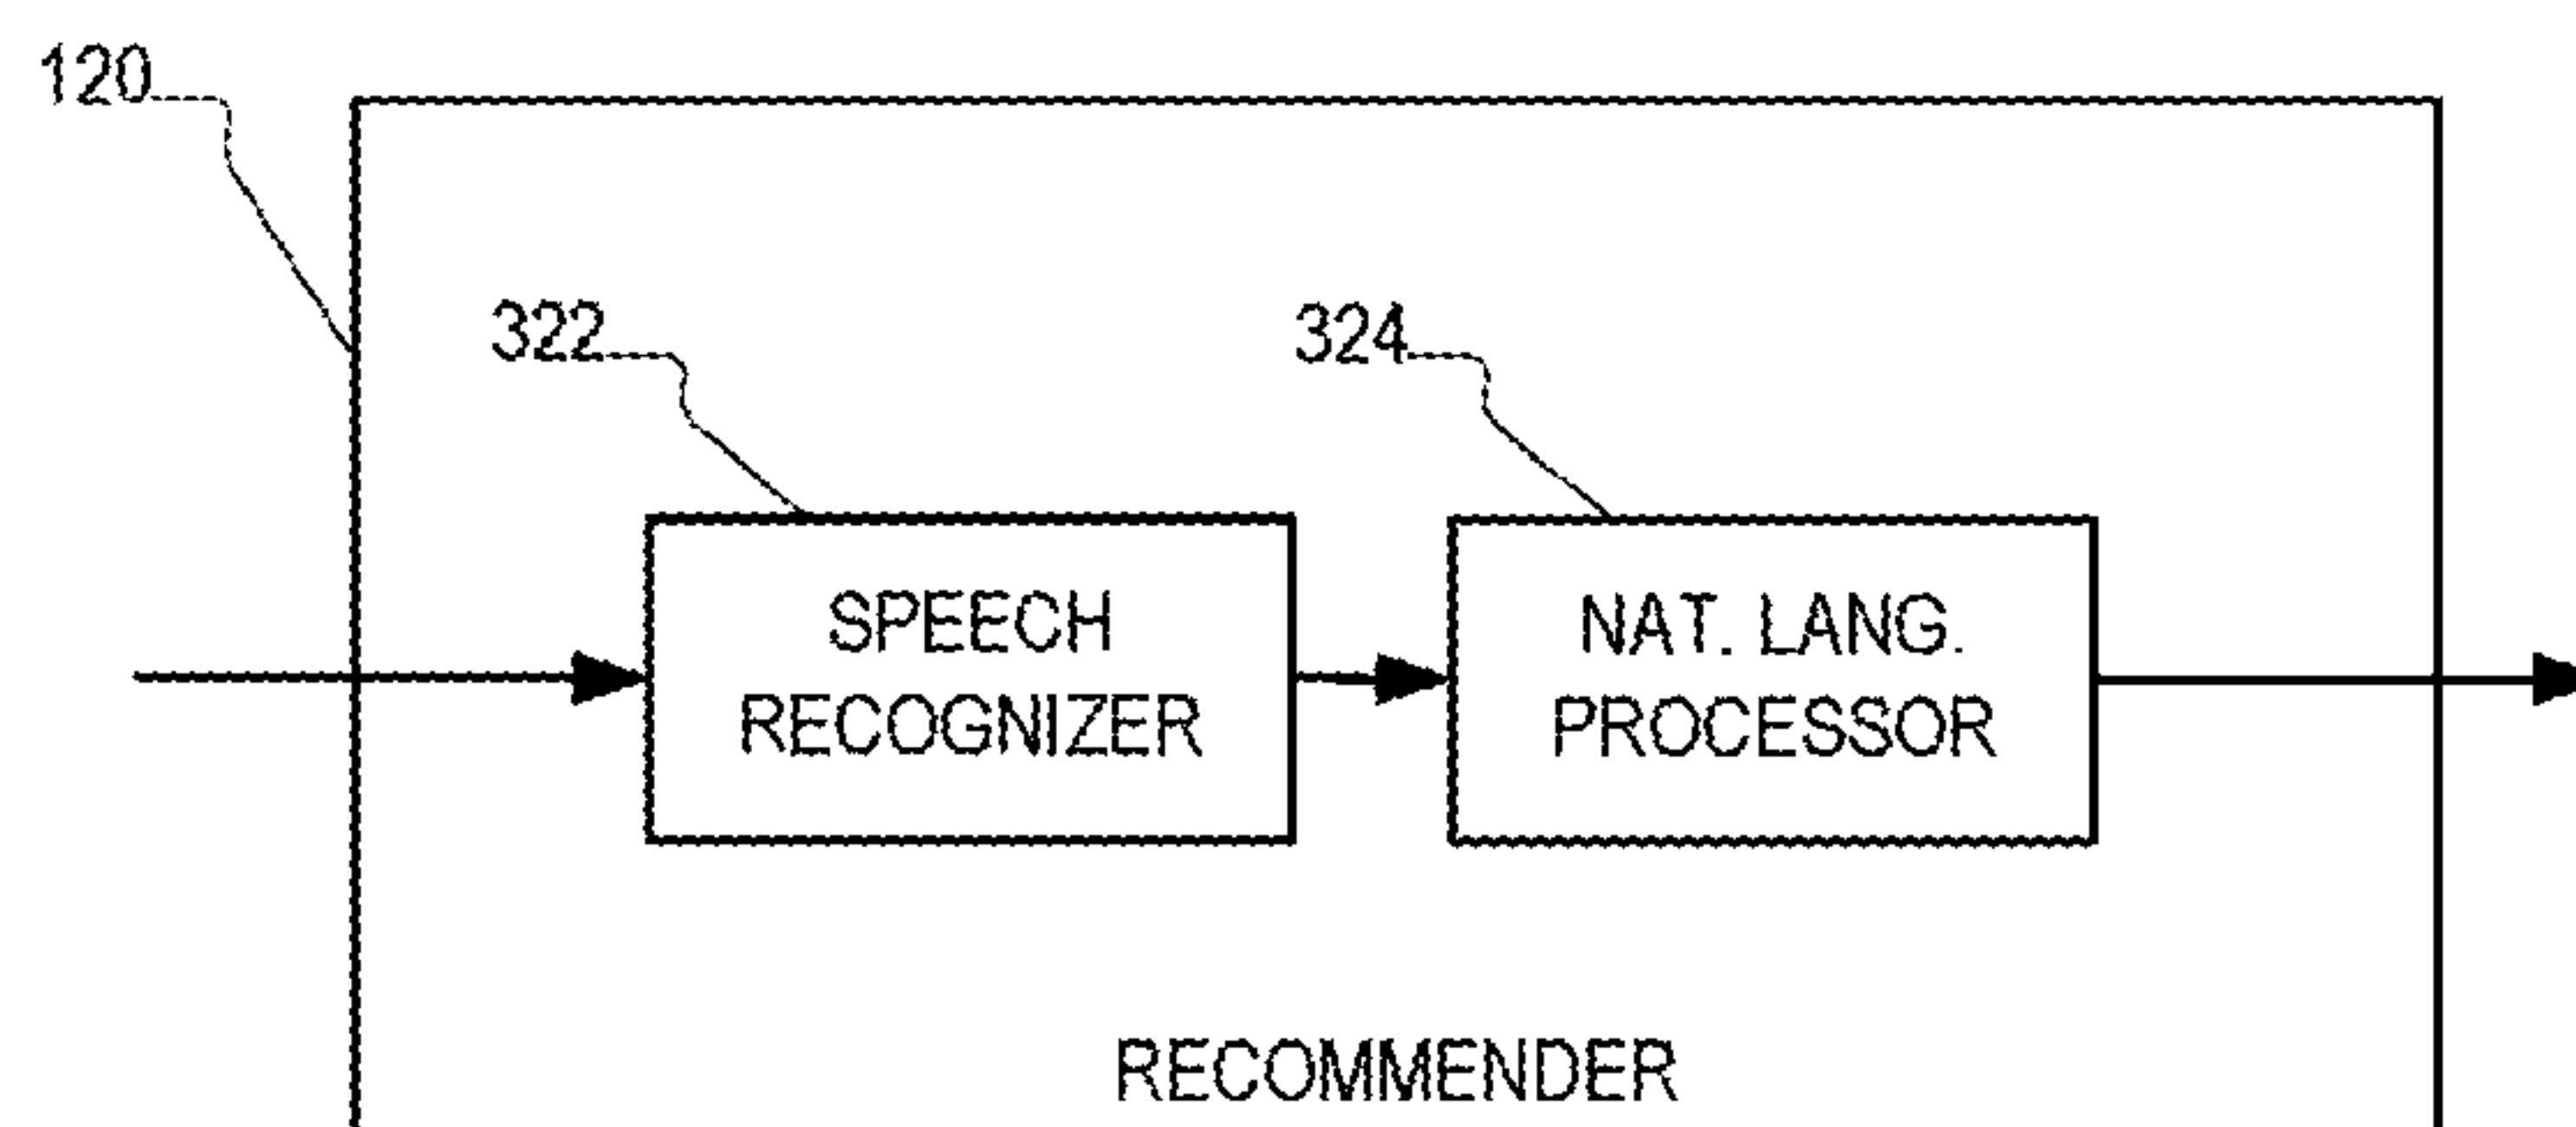 120
322
324
SPEECH
RECOGNIZER
NAT. LANG.
PROCESSOR
RECOMMENDER